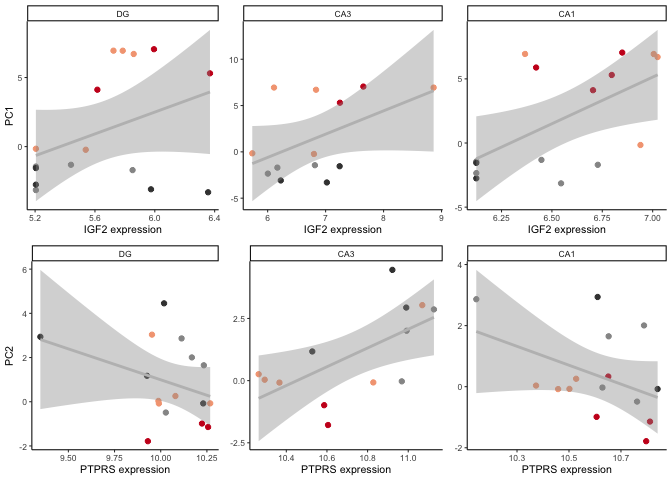 DG CA3 CA1
PC1
10
5
0
-5
5
0
5
0
-5
5.2 5.6 6.0 6.4
6 7 8 9
6.25 6.50 6.75 7.00
IGF2 expression IGF2 expression IGF2 expression
DG CA3 CA1
PC2
6
4
2
0
-2
2.5
0.0
-2.5
4
2
0
-2
9.50 9.75 10.00 10.25
10.4 10.6 10.8 11.0
10.3 10.5 10.7
PTPRS expression PTPRS expression PTPRS expression